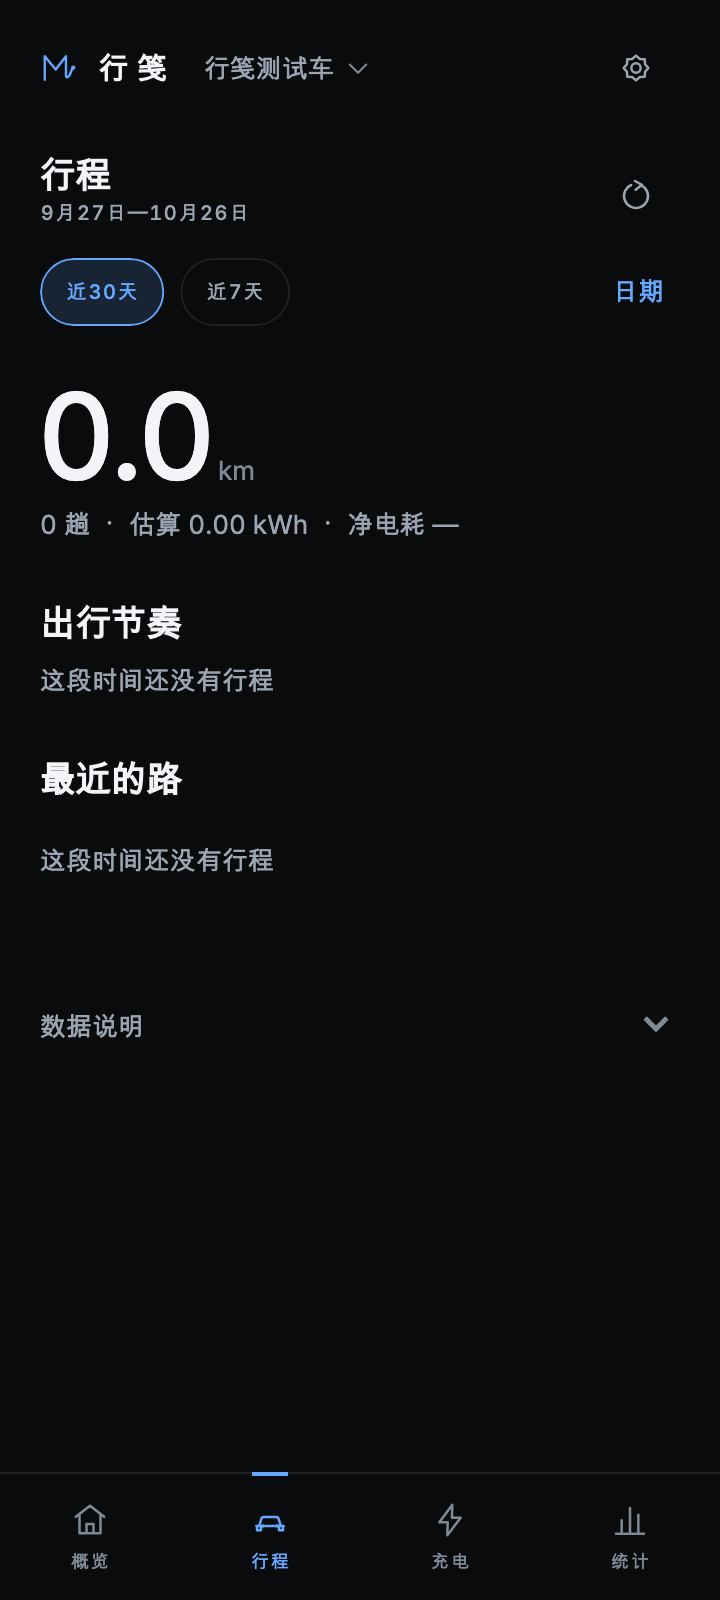 行笺 行笺测试车
行程
9月27日—10月26日
近30天 近7天 日期
0.0 km
0 趟 · 估算 0.00 kWh · 净电耗 —
出行节奏
这段时间还没有行程
最近的路
这段时间还没有行程
数据说明
概览 行程 充电 统计